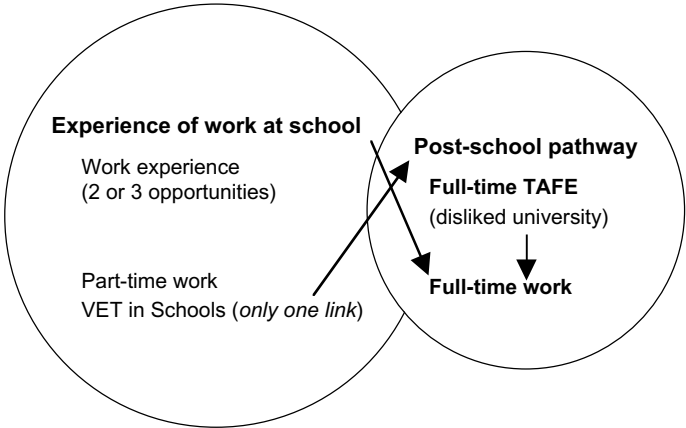 Experience of work at school
Work experience
(2 or 3 opportunities)
Part-time work
VET in Schools (only one link)
Post-school pathway
Full-time TAFE
(disliked university)
Full-time work